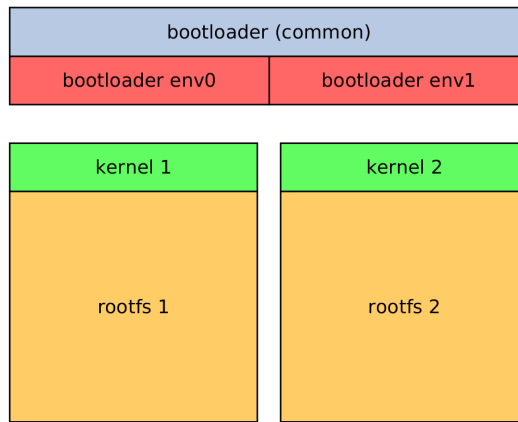 bootloader (common)
bootloader env0
bootloader env1
kernel 1
kernel 2
rootfs 1
rootfs 2